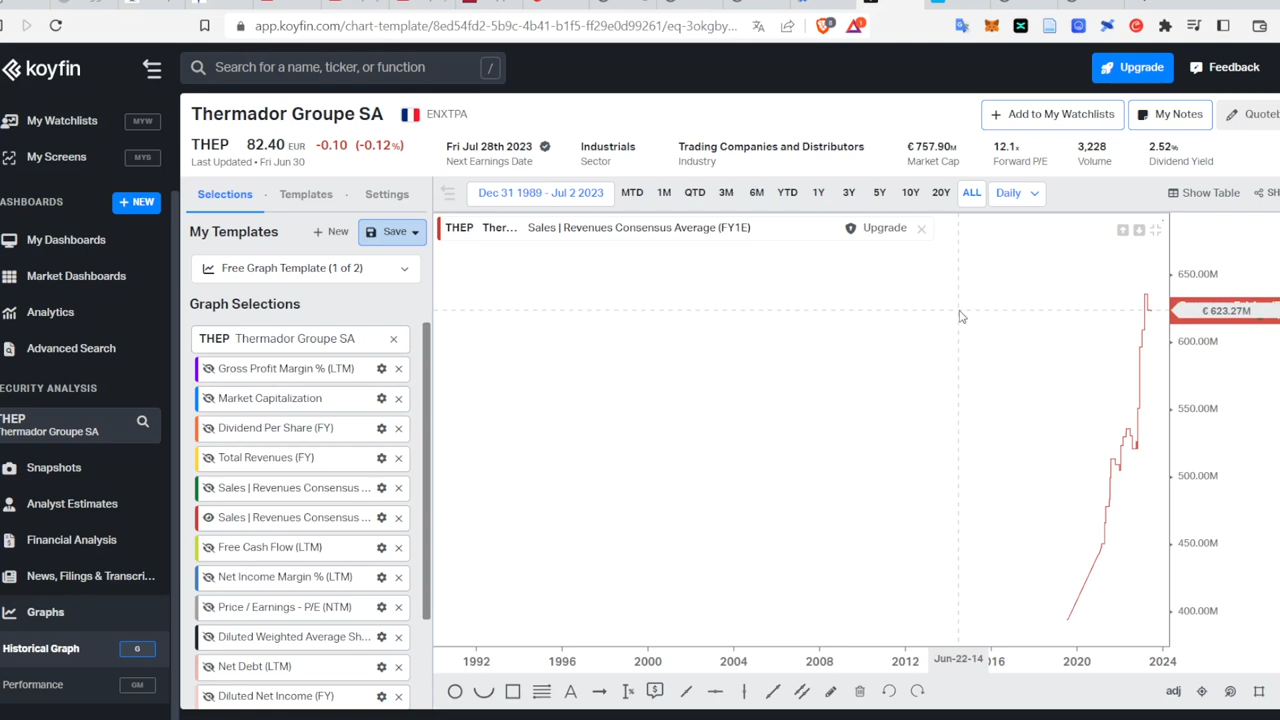 app.koyfin.com/chart-template/8ed54fd2-5b9c-4b41-b1f5-ff29e0d99261/eq-3okgby...
koyfin
Search for a name, ticker, or function /
Upgrade
Feedback
My Watchlists MYW
My Screens MYS
ASHBOARDS + NEW
My Dashboards
Market Dashboards
Analytics
Advanced Search
ECURITY ANALYSIS
THEP
Thermador Groupe SA
Snapshots
Analyst Estimates
Financial Analysis
News, Filings & Transcri...
Graphs
Historical Graph G
Performance GM
Thermador Groupe SA ENXTPA
+ Add to My Watchlists
My Notes
Quoteb
THEP 82.40 EUR -0.10 (-0.12%)
Last Updated • Fri Jun 30
Fri Jul 28th 2023
Next Earnings Date
Industrials
Sector
Trading Companies and Distributors
Industry
€ 757.90M
Market Cap
12.1x
Forward P/E
3,228
Volume
2.52%
Dividend Yield
Selections Templates Settings
My Templates + New Save
Free Graph Template (1 of 2)
Graph Selections
THEP Thermador Groupe SA
Gross Profit Margin % (LTM)
Market Capitalization
Dividend Per Share (FY)
Total Revenues (FY)
Sales | Revenues Consensus ...
Sales | Revenues Consensus ...
Free Cash Flow (LTM)
Net Income Margin % (LTM)
Price / Earnings - P/E (NTM)
Diluted Weighted Average Sh...
Net Debt (LTM)
Diluted Net Income (FY)
Dec 31 1989 - Jul 2 2023 MTD 1M QTD 3M 6M YTD 1Y 3Y 5Y 10Y 20Y ALL Daily Show Table SH
THEP Ther... Sales | Revenues Consensus Average (FY1E) Upgrade
650.00M
€ 623.27M
600.00M
550.00M
500.00M
450.00M
400.00M
1992 1996 2000 2004 2008 2012 Jun-22-14 16 2020 2024
A adj